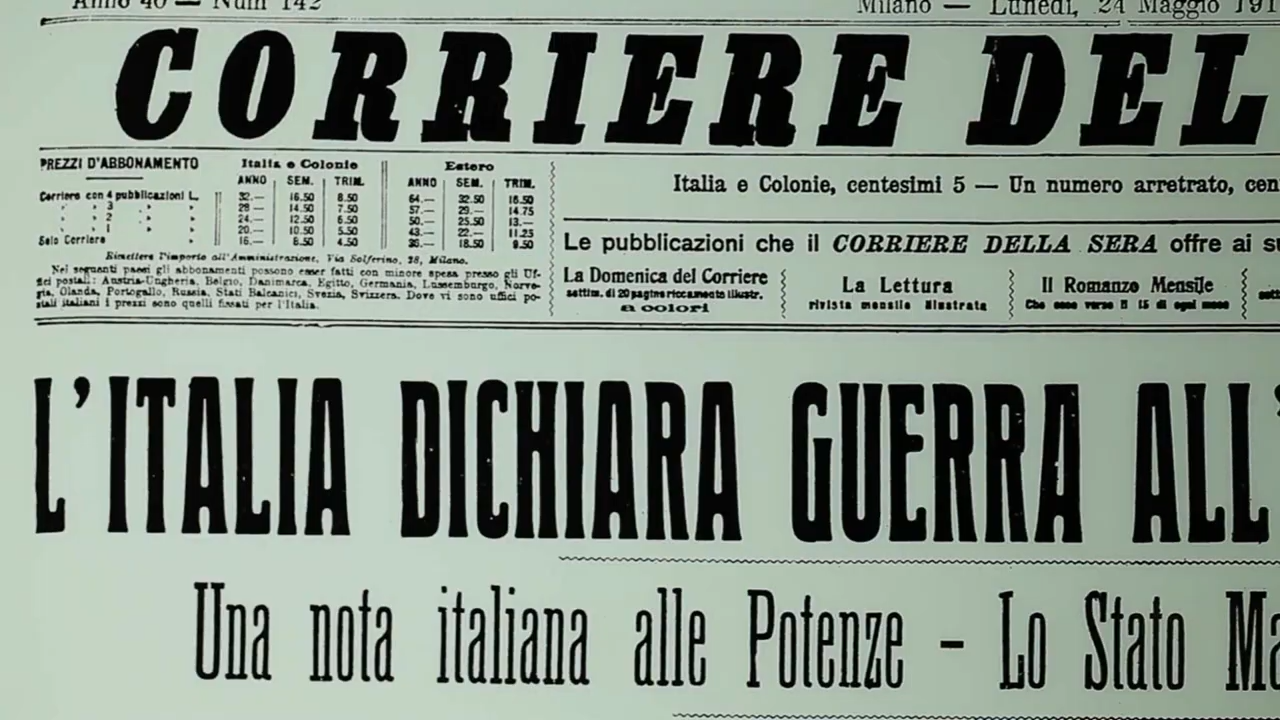 Anno 40 — Num 142
Milano — Lunedì, 24 Maggio 191
CORRIERE DEL
PREZZI D'ABBONAMENTO
Italia e Colonie
Estero
ANNO SEM. TRIM.
ANNO SEM. TRIM.
Corriere con 4 pubblicazioni L. 32.— 16.50 8.50 64.— 32.50 16.50
» » 3 » » 28 — 14.50 7.50 57.— 29.— 14.75
» » 2 » » 24.— 12.50 6.50 50.— 25.50 13.—
» » 1 » » 20.— 10.50 5.50 43.— 22.— 11.25
Solo Corriere » 16.— 8.50 4.50 36.— 18.50 9.50
Rimettere l'importo all'Amministrazione, Via Solferino, 28, Milano.
Nei seguenti paesi gli abbonamenti possono esser fatti con minore spesa presso gli Uf-
fici postali: Austria-Ungheria, Belgio, Danimarca, Egitto, Germania, Lussemburgo, Norve-
gia, Olanda, Portogallo, Russia, Stati Balcanici, Svezia, Svizzera. Dove vi sono uffici po-
stali italiani i prezzi sono quelli fissati per l'Italia.
Italia e Colonie, centesimi 5 — Un numero arretrato, cen
Le pubblicazioni che il CORRIERE DELLA SERA offre ai su
La Domenica del Corriere
settim. di 20 pagine riccamente illustr.
a colori
La Lettura
rivista mensile illustrata
Il Romanzo Mensile
Che esce verso il 15 di ogni mese
L'ITALIA DICHIARA GUERRA ALL'
Una nota italiana alle Potenze - Lo Stato Ma